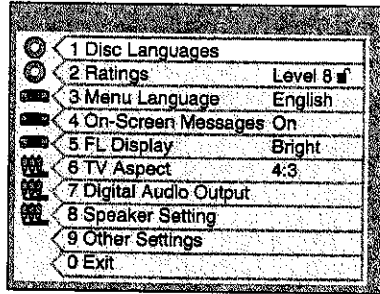 1 Disc Languages
2 Ratings Level 8
3 Menu Language English
4 On-Screen Messages On
5 FL Display Bright
6 TV Aspect 4:3
7 Digital Audio Output
8 Speaker Setting
9 Other Settings
0 Exit